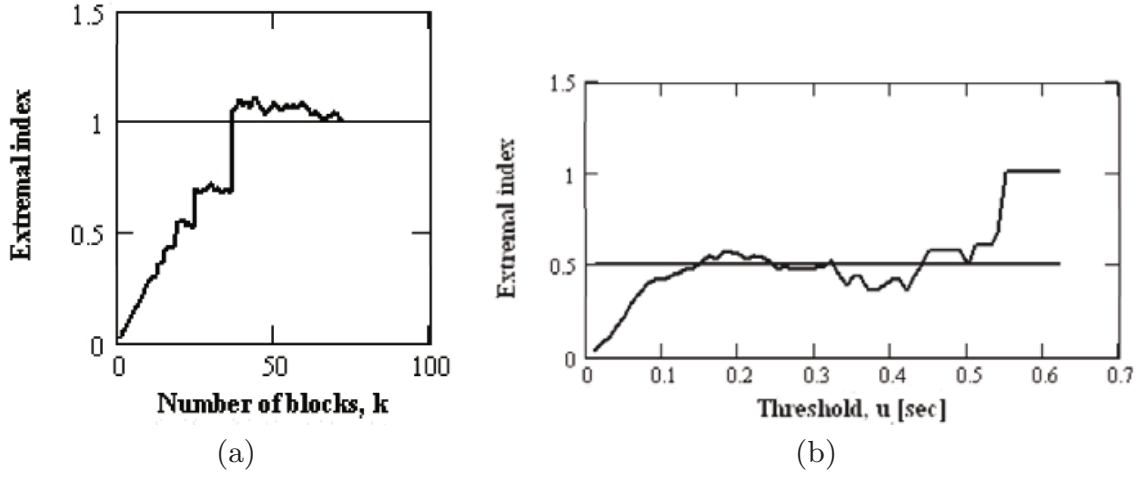 1.5
1
0.5
0
Extremal index
0 50 100
Number of blocks, k
(a)
1.5
1
0.5
0
Extremal index
0 0.1 0.2 0.3 0.4 0.5 0.6 0.7
Threshold, u [sec]
(b)